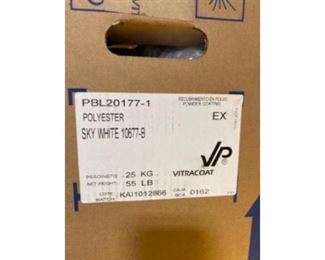 PBL20177-1
RECUBRIMIENTO EN POLVO
POWDER COATING
POLYESTER
EX
SKY WHITE 10677-B
VP
PESO NETO: 25 KG
NET WEIGHT: 55 LB
VITRACOAT
LOTE
BATCH: KAI1012866
CAJA
BOX 0162